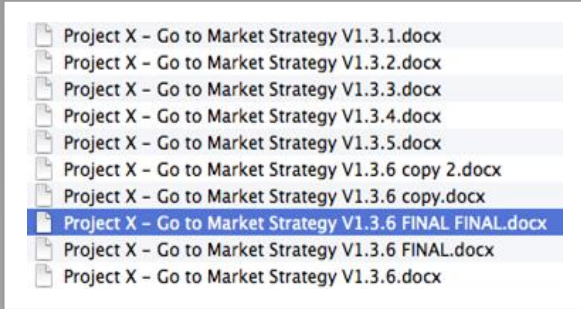 Project X – Go to Market Strategy V1.3.1.docx
Project X – Go to Market Strategy V1.3.2.docx
Project X – Go to Market Strategy V1.3.3.docx
Project X – Go to Market Strategy V1.3.4.docx
Project X – Go to Market Strategy V1.3.5.docx
Project X – Go to Market Strategy V1.3.6 copy 2.docx
Project X – Go to Market Strategy V1.3.6 copy.docx
Project X – Go to Market Strategy V1.3.6 FINAL FINAL.docx
Project X – Go to Market Strategy V1.3.6 FINAL.docx
Project X – Go to Market Strategy V1.3.6.docx